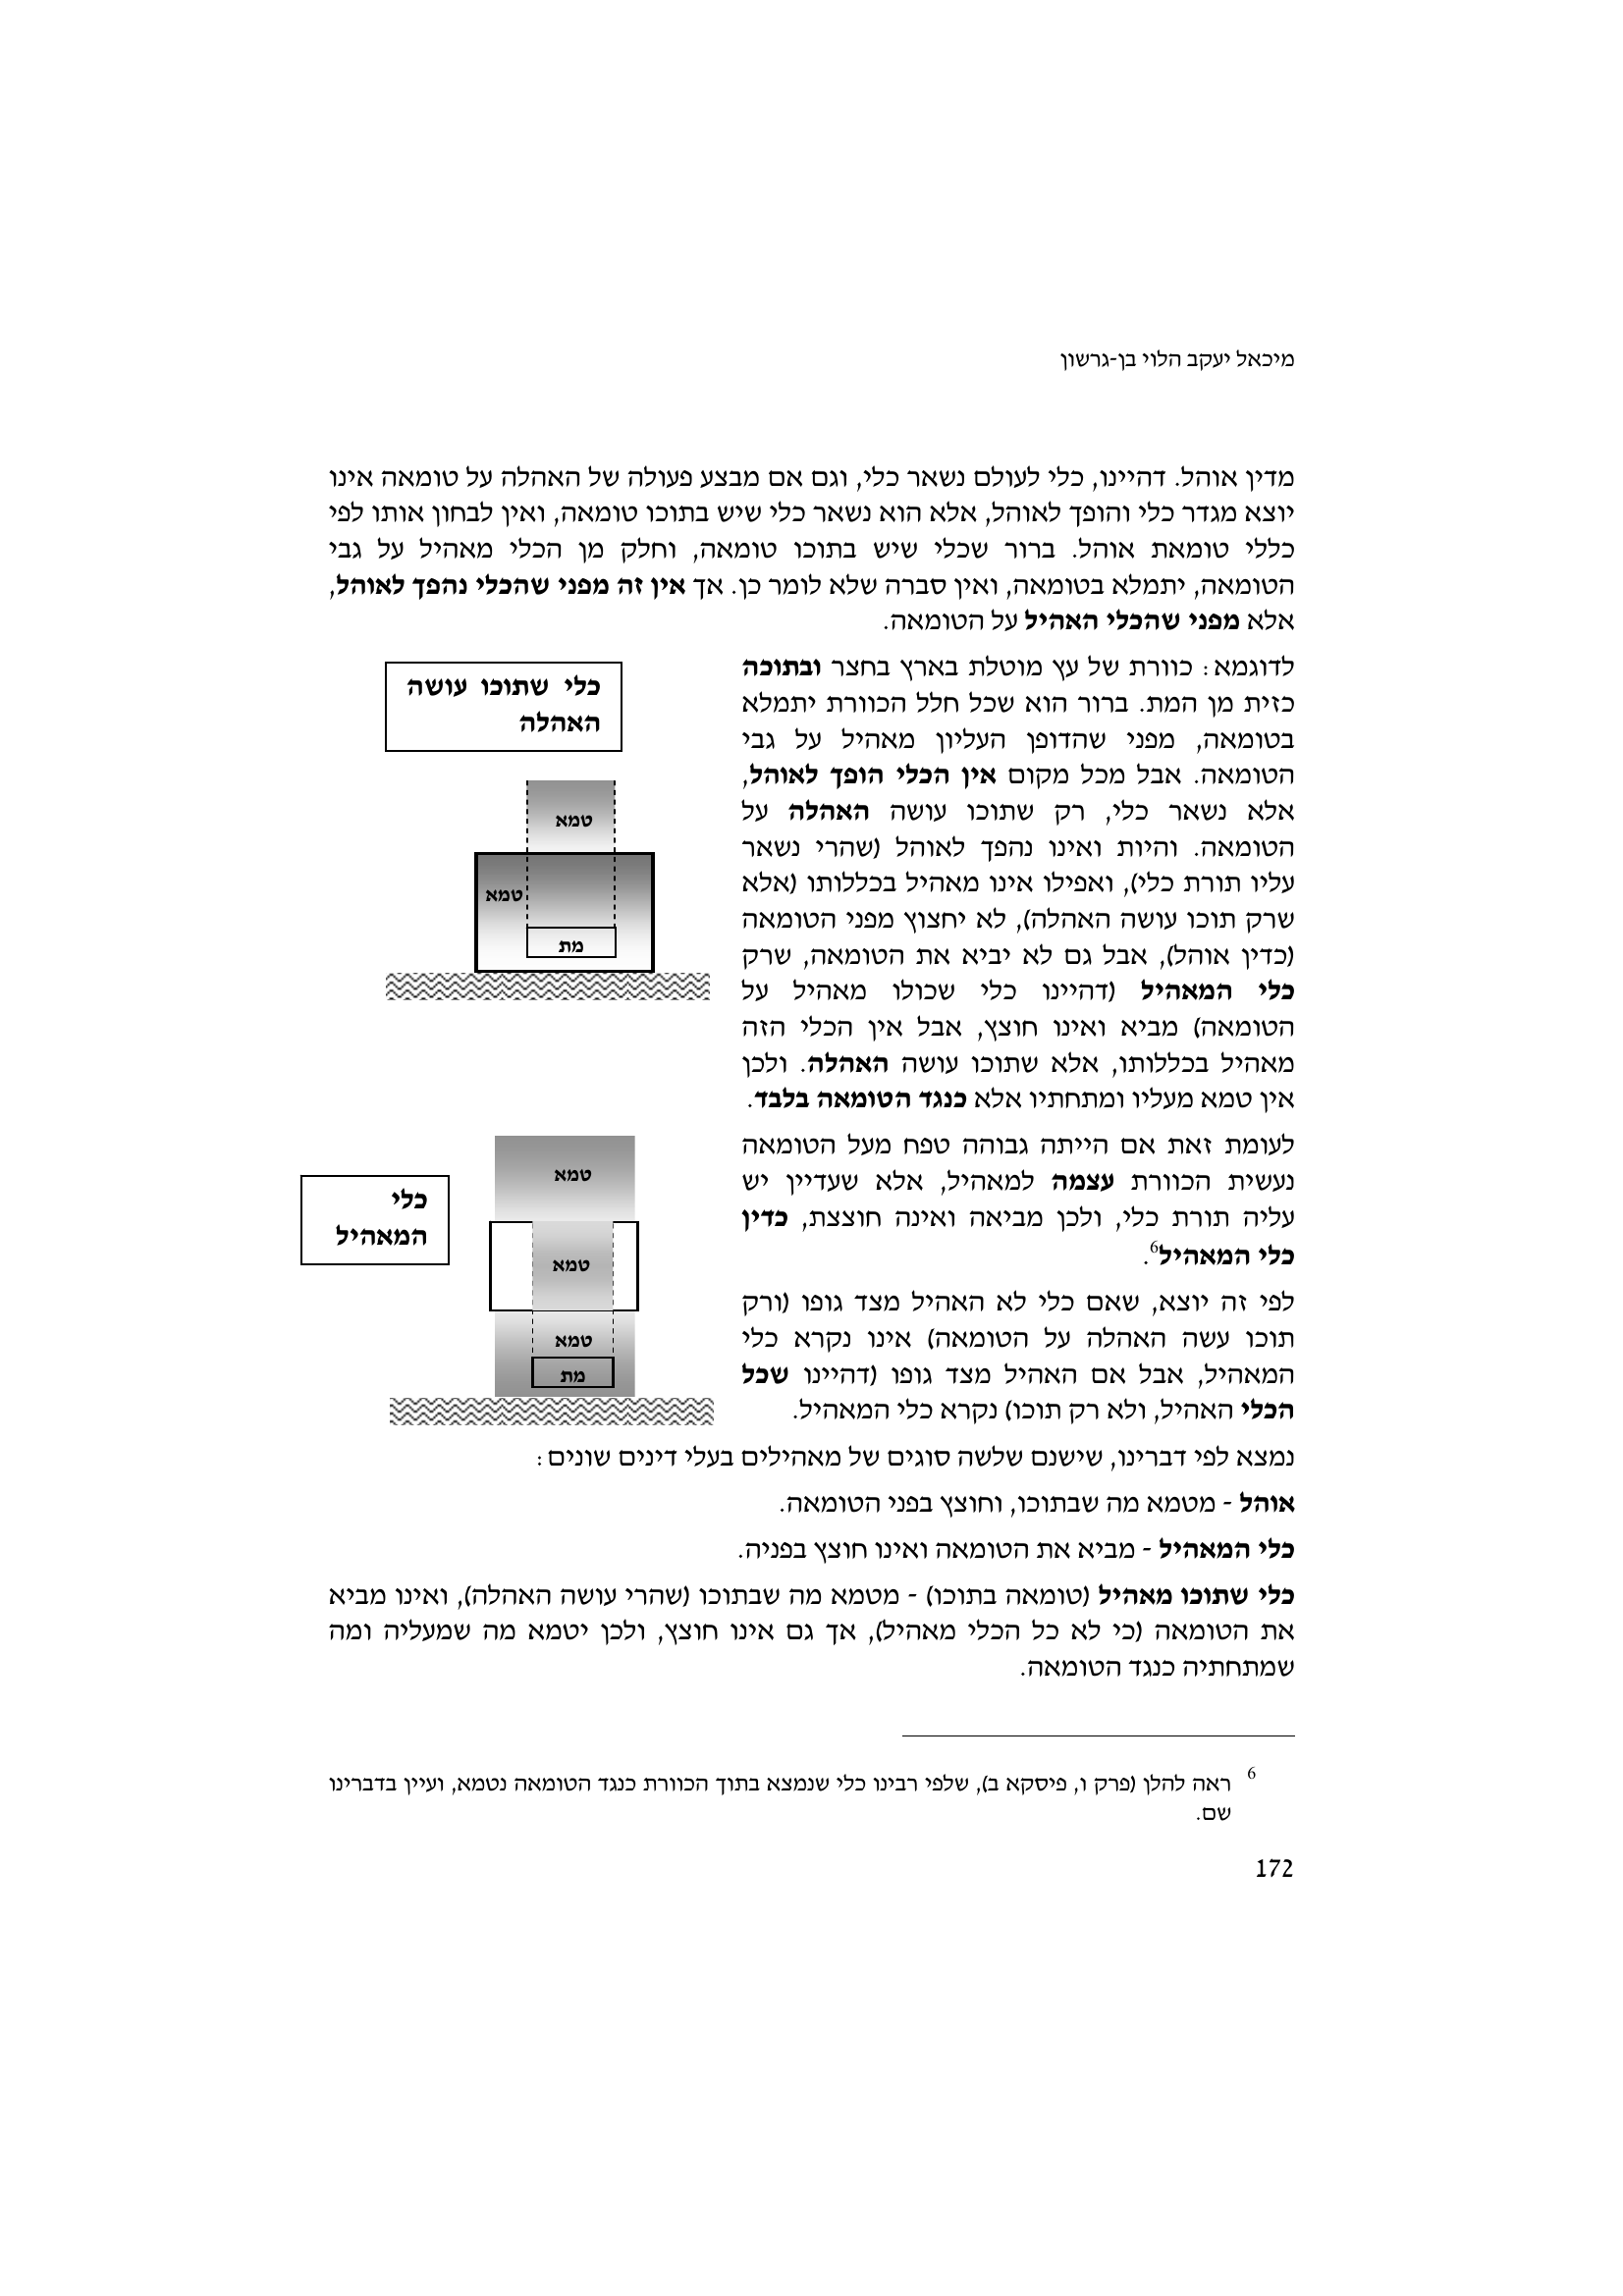 מיכאל יעקב הלוי בן-גרשון
מדין אוהל. דהיינו, כלי לעולם נשאר כלי, וגם אם מבצע פעולה של האהלה על טומאה אינו
יוצא מגדר כלי והופך לאוהל, אלא הוא נשאר כלי שיש בתוכו טומאה, ואין לבחון אותו לפי
כללי טומאת אוהל. ברור שכלי שיש בתוכו טומאה, וחלק מן הכלי מאהיל על גבי
הטומאה, יתמלא בטומאה, ואין סברה שלא לומר כן. אך אין זה מפני שהכלי נהפך לאוהל,
אלא מפני שהכלי האהיל על הטומאה.
לדוגמא: כוורת של עץ מוטלת בארץ בחצר ובתוכה
כזית מן המת. ברור הוא שכל חלל הכוורת יתמלא
בטומאה, מפני שהדופן העליון מאהיל על גבי
הטומאה. אבל מכל מקום אין הכלי הופך לאוהל,
אלא נשאר כלי, רק שתוכו עושה האהלה על
הטומאה. והיות ואינו נהפך לאוהל (שהרי נשאר
עליו תורת כלי), ואפילו אינו מאהיל בכללותו (אלא
שרק תוכו עושה האהלה), לא יחצוץ מפני הטומאה
(כדין אוהל), אבל גם לא יביא את הטומאה, שרק
כלי המאהיל (דהיינו כלי שכולו מאהיל על
הטומאה) מביא ואינו חוצץ, אבל אין הכלי הזה
מאהיל בכללותו, אלא שתוכו עושה האהלה. ולכן
אין טמא מעליו ומתחתיו אלא כנגד הטומאה בלבד.
כלי שתוכו עושה
האהלה
טמא
טמא
מת
לעומת זאת אם הייתה גבוהה טפח מעל הטומאה
נעשית הכוורת עצמה למאהיל, אלא שעדיין יש
עליה תורת כלי, ולכן מביאה ואינה חוצצת, כדין
כלי המאהיל6.
לפי זה יוצא, שאם כלי לא האהיל מצד גופו (ורק
תוכו עשה האהלה על הטומאה) אינו נקרא כלי
המאהיל, אבל אם האהיל מצד גופו (דהיינו שכל
הכלי האהיל, ולא רק תוכו) נקרא כלי המאהיל.
כלי
המאהיל
טמא
טמא
טמא
מת
נמצא לפי דברינו, שישנם שלשה סוגים של מאהילים בעלי דינים שונים:
אוהל - מטמא מה שבתוכו, וחוצץ בפני הטומאה.
כלי המאהיל - מביא את הטומאה ואינו חוצץ בפניה.
כלי שתוכו מאהיל (טומאה בתוכו) - מטמא מה שבתוכו (שהרי עושה האהלה), ואינו מביא
את הטומאה (כי לא כל הכלי מאהיל), אך גם אינו חוצץ, ולכן יטמא מה שמעליה ומה
שמתחתיה כנגד הטומאה.
6 ראה להלן (פרק ו, פיסקא ב), שלפי רבינו כלי שנמצא בתוך הכוורת כנגד הטומאה נטמא, ועיין בדברינו
שם.
172